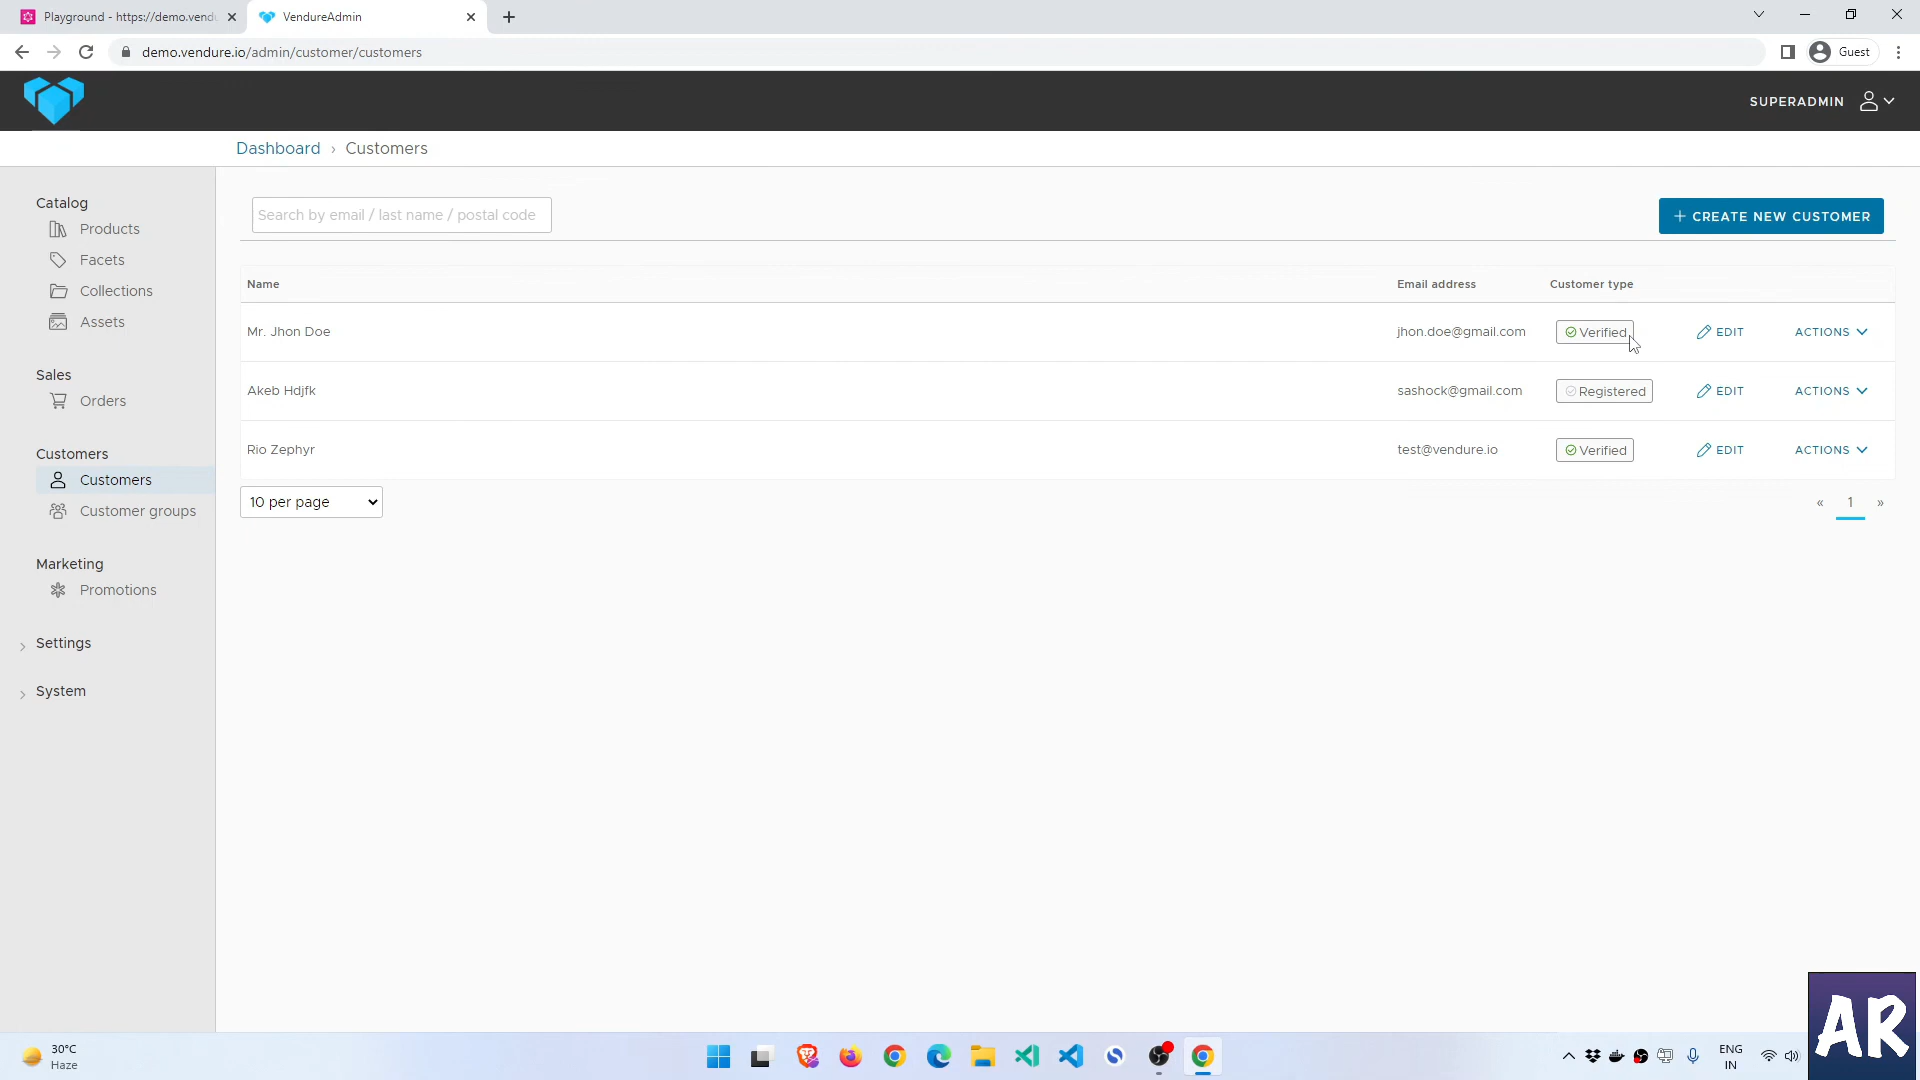 Playground - https://demo.vendu
VendureAdmin
demo.vendure.io/admin/customer/customers
Guest
SUPERADMIN
Dashboard › Customers
Catalog
Products
Facets
Collections
Assets
Sales
Orders
Customers
Customers
Customer groups
Marketing
Promotions
Settings
System
Search by email / last name / postal code
+ CREATE NEW CUSTOMER
Name Email address Customer type
Mr. Jhon Doe jhon.doe@gmail.com Verified EDIT ACTIONS
Akeb Hdjfk sashock@gmail.com Registered EDIT ACTIONS
Rio Zephyr test@vendure.io Verified EDIT ACTIONS
10 per page
« 1 »
30°C
Haze
ENG
IN
AR